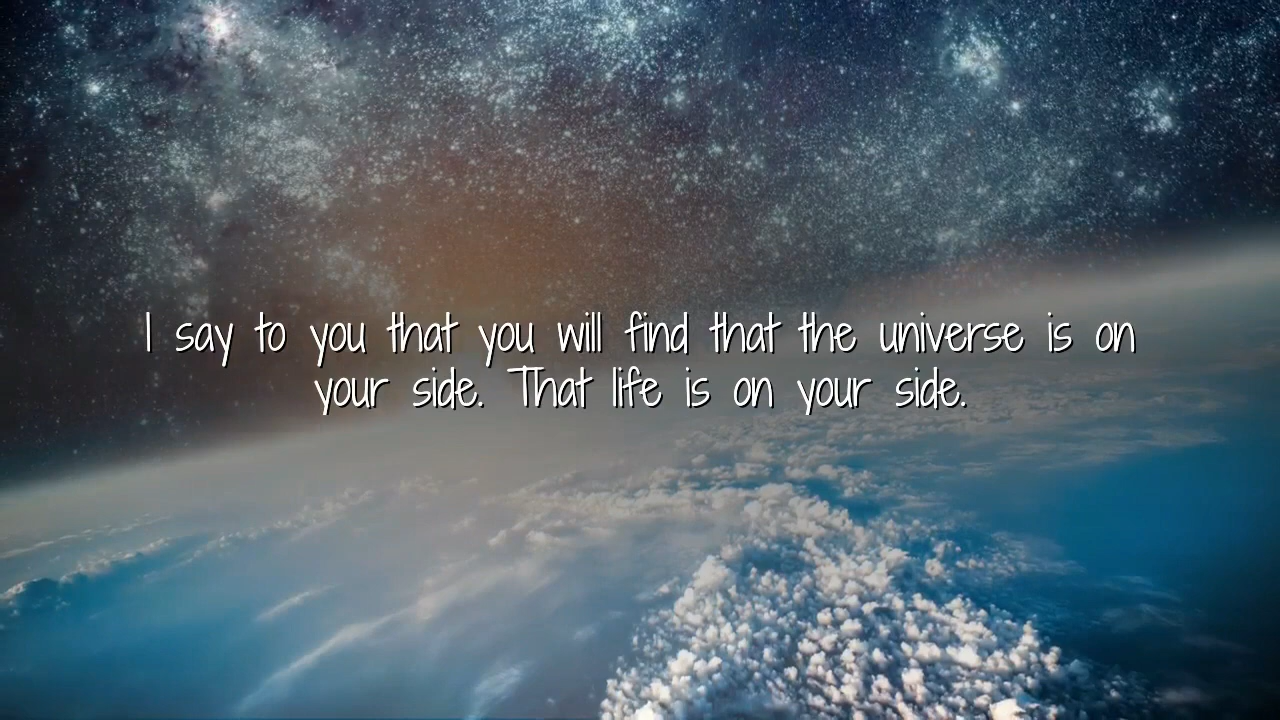 I say to you that you will find that the universe is on
your side. That life is on your side.